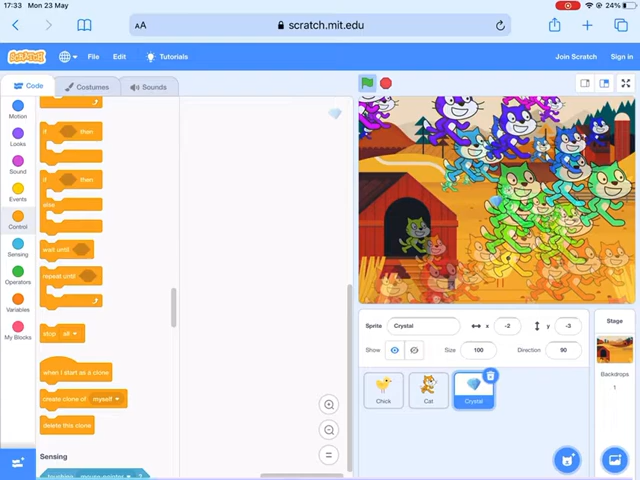 17:33 Mon 23 May
24%
AA
scratch.mit.edu
SCRATCH
File
Edit
Tutorials
Join Scratch
Sign in
Code
Costumes
Sounds
Motion
Looks
Sound
Events
Control
Sensing
Operators
Variables
My Blocks
if then
if then
else
wait until
repeat until
stop all
when I start as a clone
create clone of myself
delete this clone
Sensing
touching mouse-pointer ?
Sprite Crystal
x -2
y -3
Show
Size 100
Direction 90
Chick
Cat
Crystal
Stage
Backdrops
1